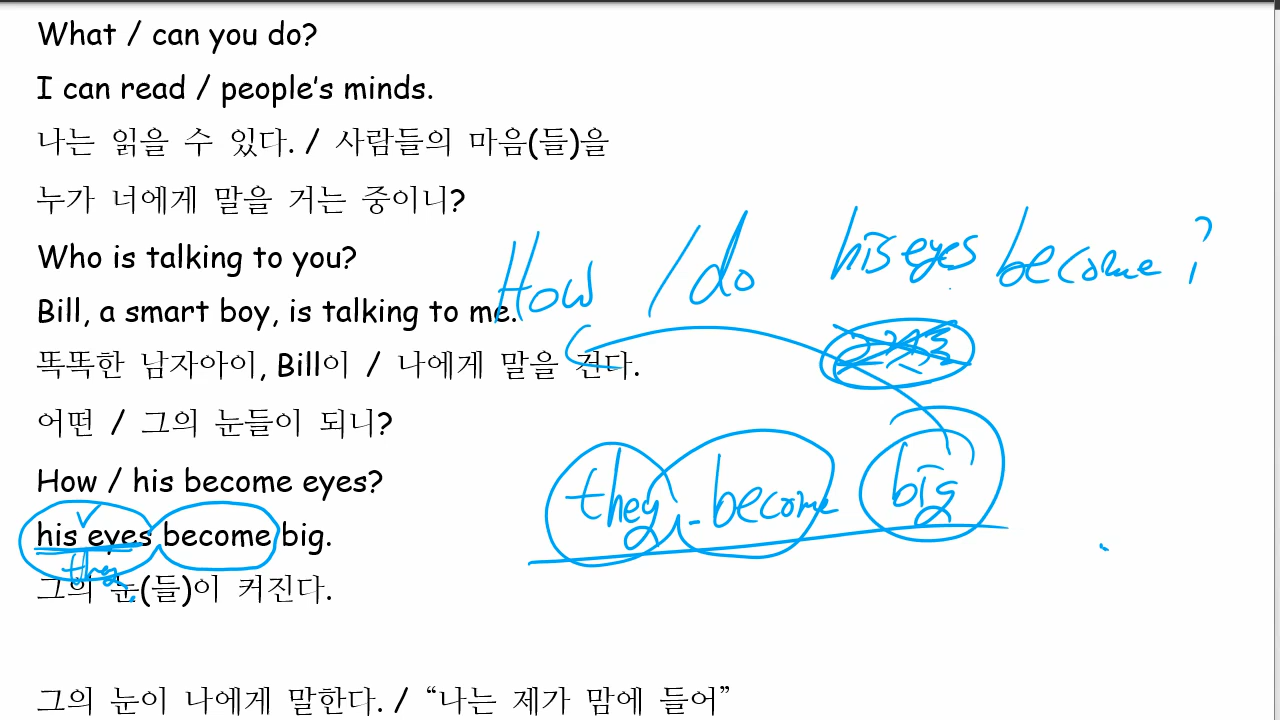 What / can you do?
I can read / people's minds.
나는 읽을 수 있다. / 사람들의 마음(들)을
누가 너에게 말을 거는 중이니?
Who is talking to you?
How / do his eyes become ?
Bill, a smart boy, is talking to me.
똑똑한 남자아이, Bill이 / 나에게 말을 건다.
어떤 / 그의 눈들이 되니?
How / his become eyes?
they become big
his eyes become big.
they
그의 눈(들)이 커진다.
그의 눈이 나에게 말한다. / “나는 제가 맘에 들어”